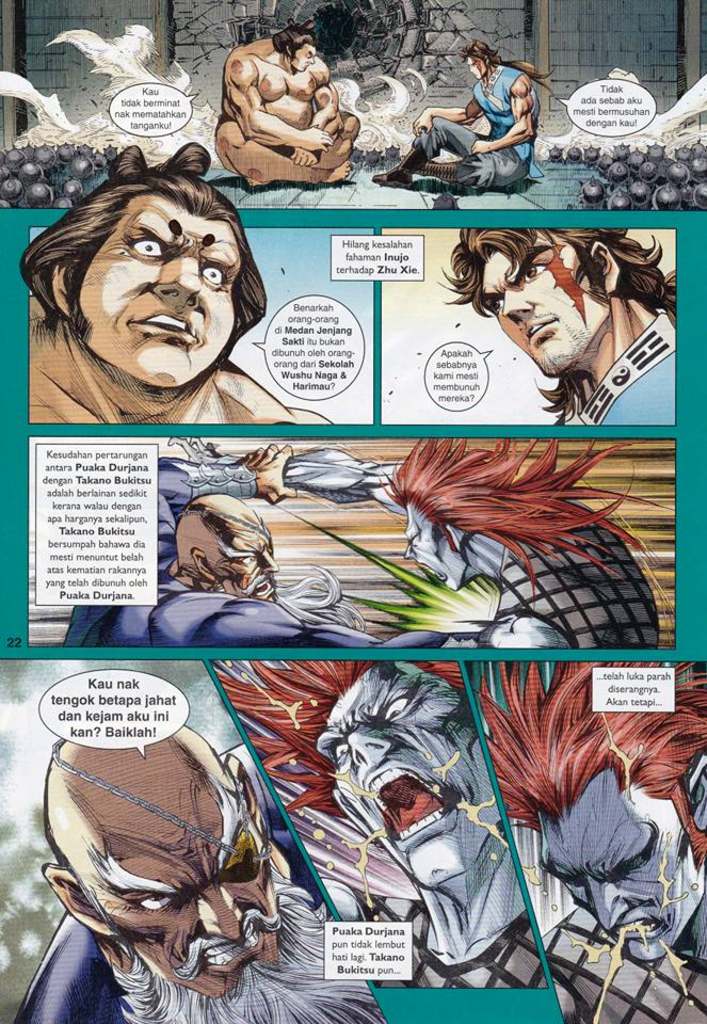 Kau
tidak berminat
nak mematahkan
tanganku!
Tidak
ada sebab aku
mesti bermusuhan
dengan kau!
Hilang kesalahan
fahaman Inujo
terhadap Zhu Xie.
Benarkah
orang-orang
di
Medan Jenjang
Sakti itu bukan
dibunuh oleh orang-
orang dari Sekolah
Wushu Naga &
Harimau?
Apakah
sebabnya
kami mesti
membunuh
mereka?
Kesudahan pertarungan
antara Puaka Durjana
dengan Takano Bukitsu
adalah berlainan sedikit
kerana walau dengan
apa harganya sekalipun,
Takano Bukitsu
bersumpah bahawa dia
mesti menuntut belah
atas kematian rakannya
yang telah dibunuh oleh
Puaka Durjana.
22
Kau nak
tengok betapa jahat
dan kejam aku ini
kan? Baiklah!
Puaka Durjana
pun tidak lembut
hati lagi. Takano
Bukitsu pun...
...telah luka parah
diserangnya.
Akan tetapi...